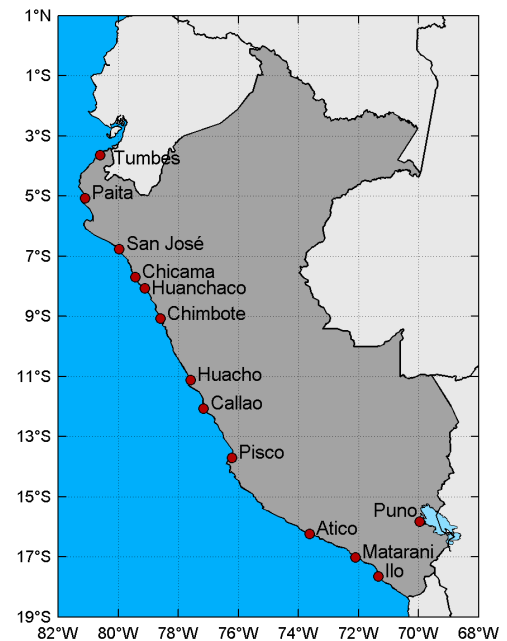 1°N
1°S
3°S
Tumbes
5°S
Paita
San José
7°S
Chicama
Huanchaco
9°S
Chimbote
11°S
Huacho
Callao
13°S
Pisco
15°S
Puno
Atico
17°S
Matarani
Ilo
19°S
82°W 80°W 78°W 76°W 74°W 72°W 70°W 68°W